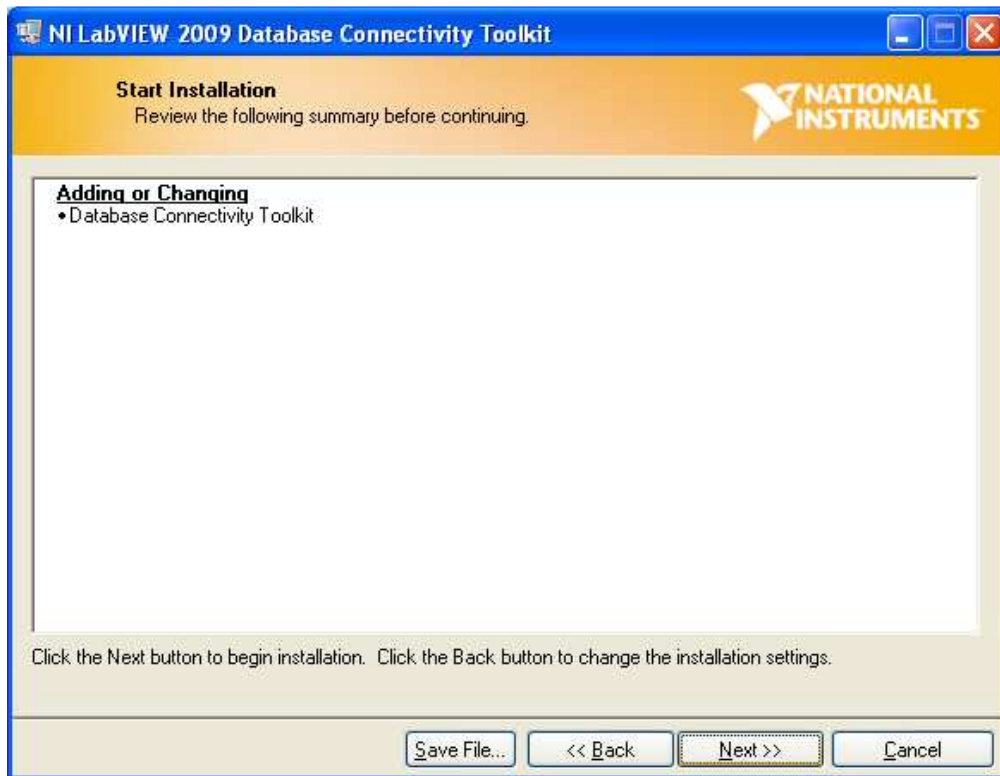 NI LabVIEW 2009 Database Connectivity Toolkit
Start Installation
Review the following summary before continuing.
NATIONAL
INSTRUMENTS
Adding or Changing
•Database Connectivity Toolkit
Click the Next button to begin installation.  Click the Back button to change the installation settings.
Save File... << Back Next >> Cancel